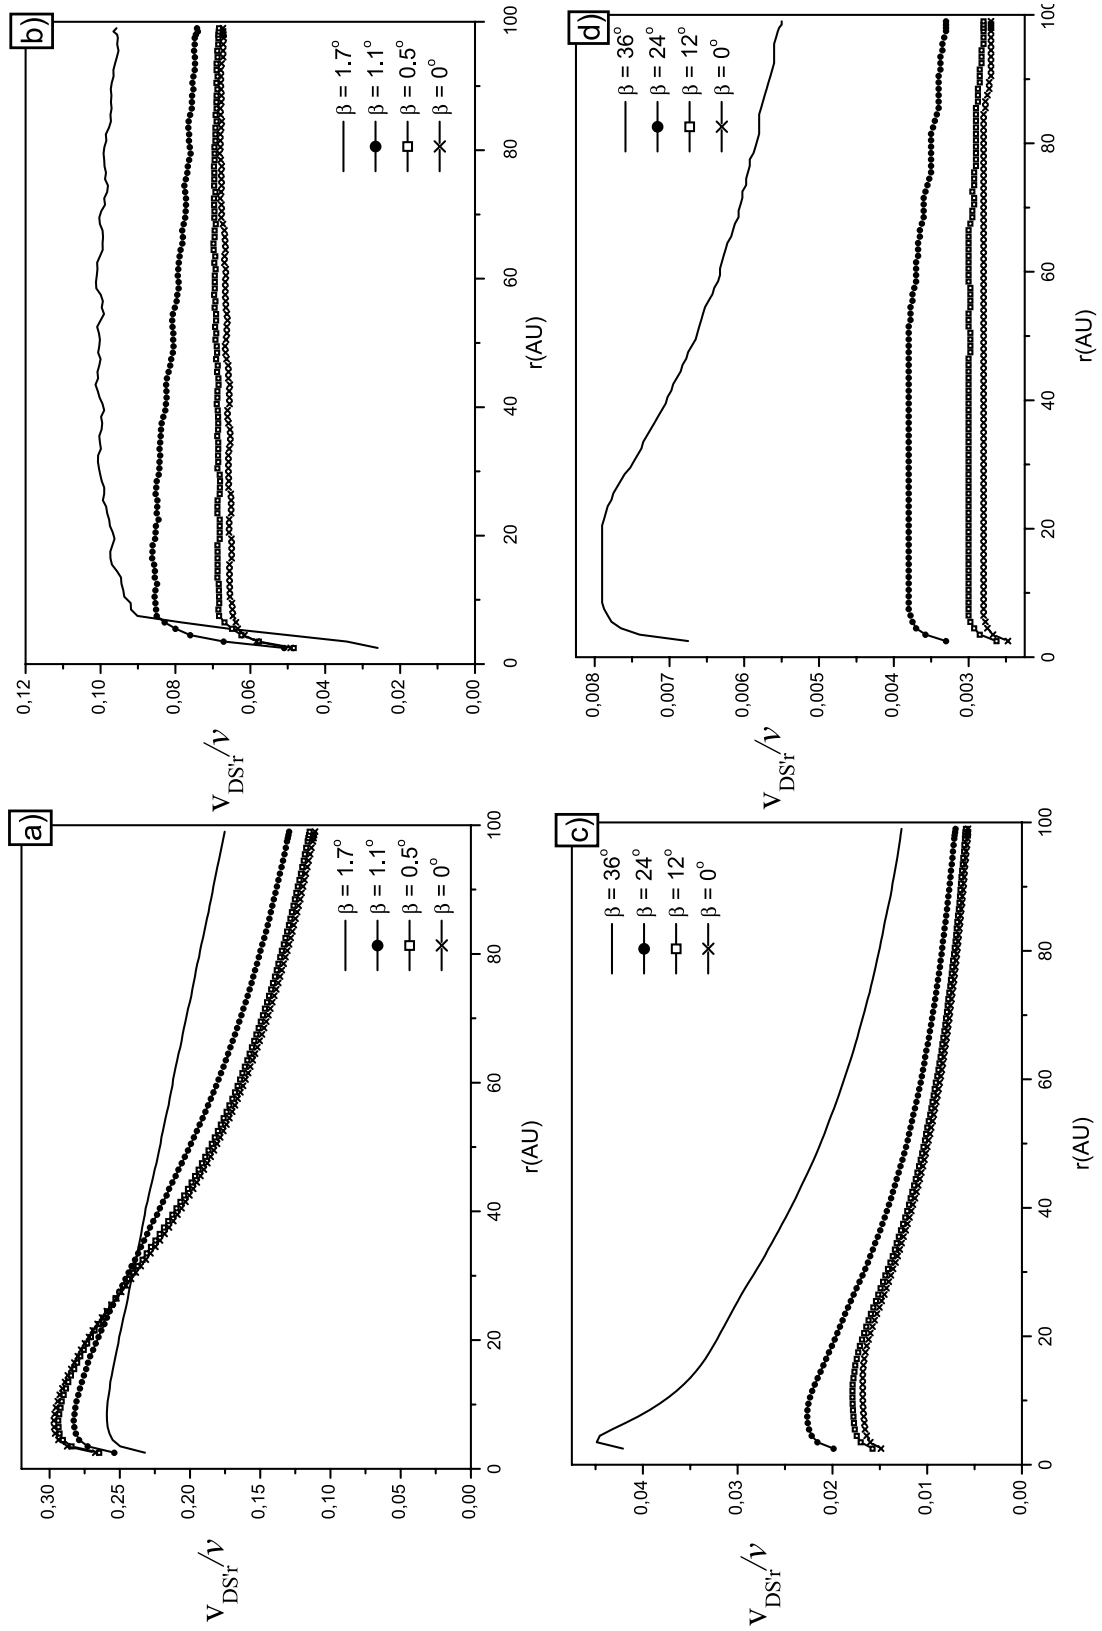 a)
0,30
0,25
0,20
0,15
0,10
0,05
0,00
V_DS'r/ν
0 20 40 60 80 100
r(AU)
β = 1.7°
β = 1.1°
β = 0.5°
β = 0°
b)
0,12
0,10
0,08
0,06
0,04
0,02
0,00
V_DS'r/ν
0 20 40 60 80 100
r(AU)
β = 1.7°
β = 1.1°
β = 0.5°
β = 0°
c)
0,04
0,03
0,02
0,01
0,00
V_DS'r/ν
0 20 40 60 80 100
r(AU)
β = 36°
β = 24°
β = 12°
β = 0°
d)
0,008
0,007
0,006
0,005
0,004
0,003
V_DS'r/ν
0 20 40 60 80 100
r(AU)
β = 36°
β = 24°
β = 12°
β = 0°